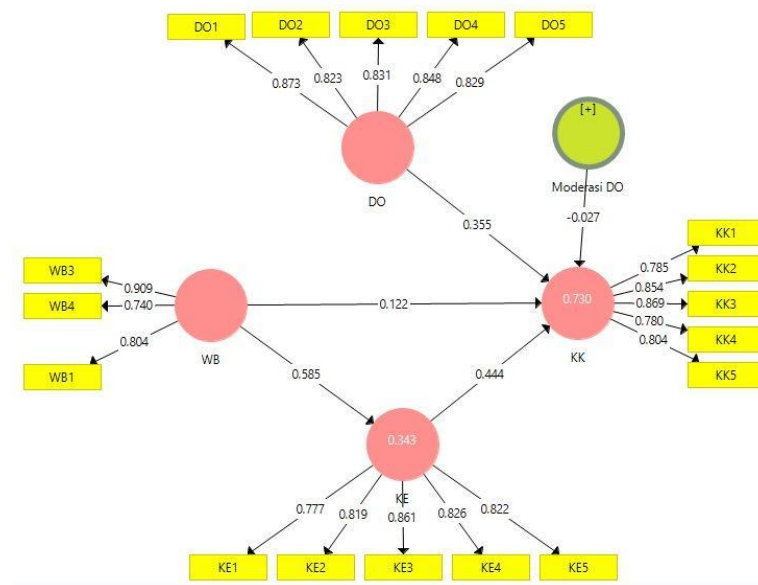 DO1
DO2
DO3
DO4
DO5
0.873
0.823
0.831
0.848
0.829
DO
[+]
Moderasi DO
-0.027
0.355
WB3
WB4
WB1
0.909
0.740
0.804
WB
0.122
0.585
0.730
KK
0.785
0.854
0.869
0.780
0.804
KK1
KK2
KK3
KK4
KK5
0.444
0.343
KE
0.777
0.819
0.861
0.826
0.822
KE1
KE2
KE3
KE4
KE5